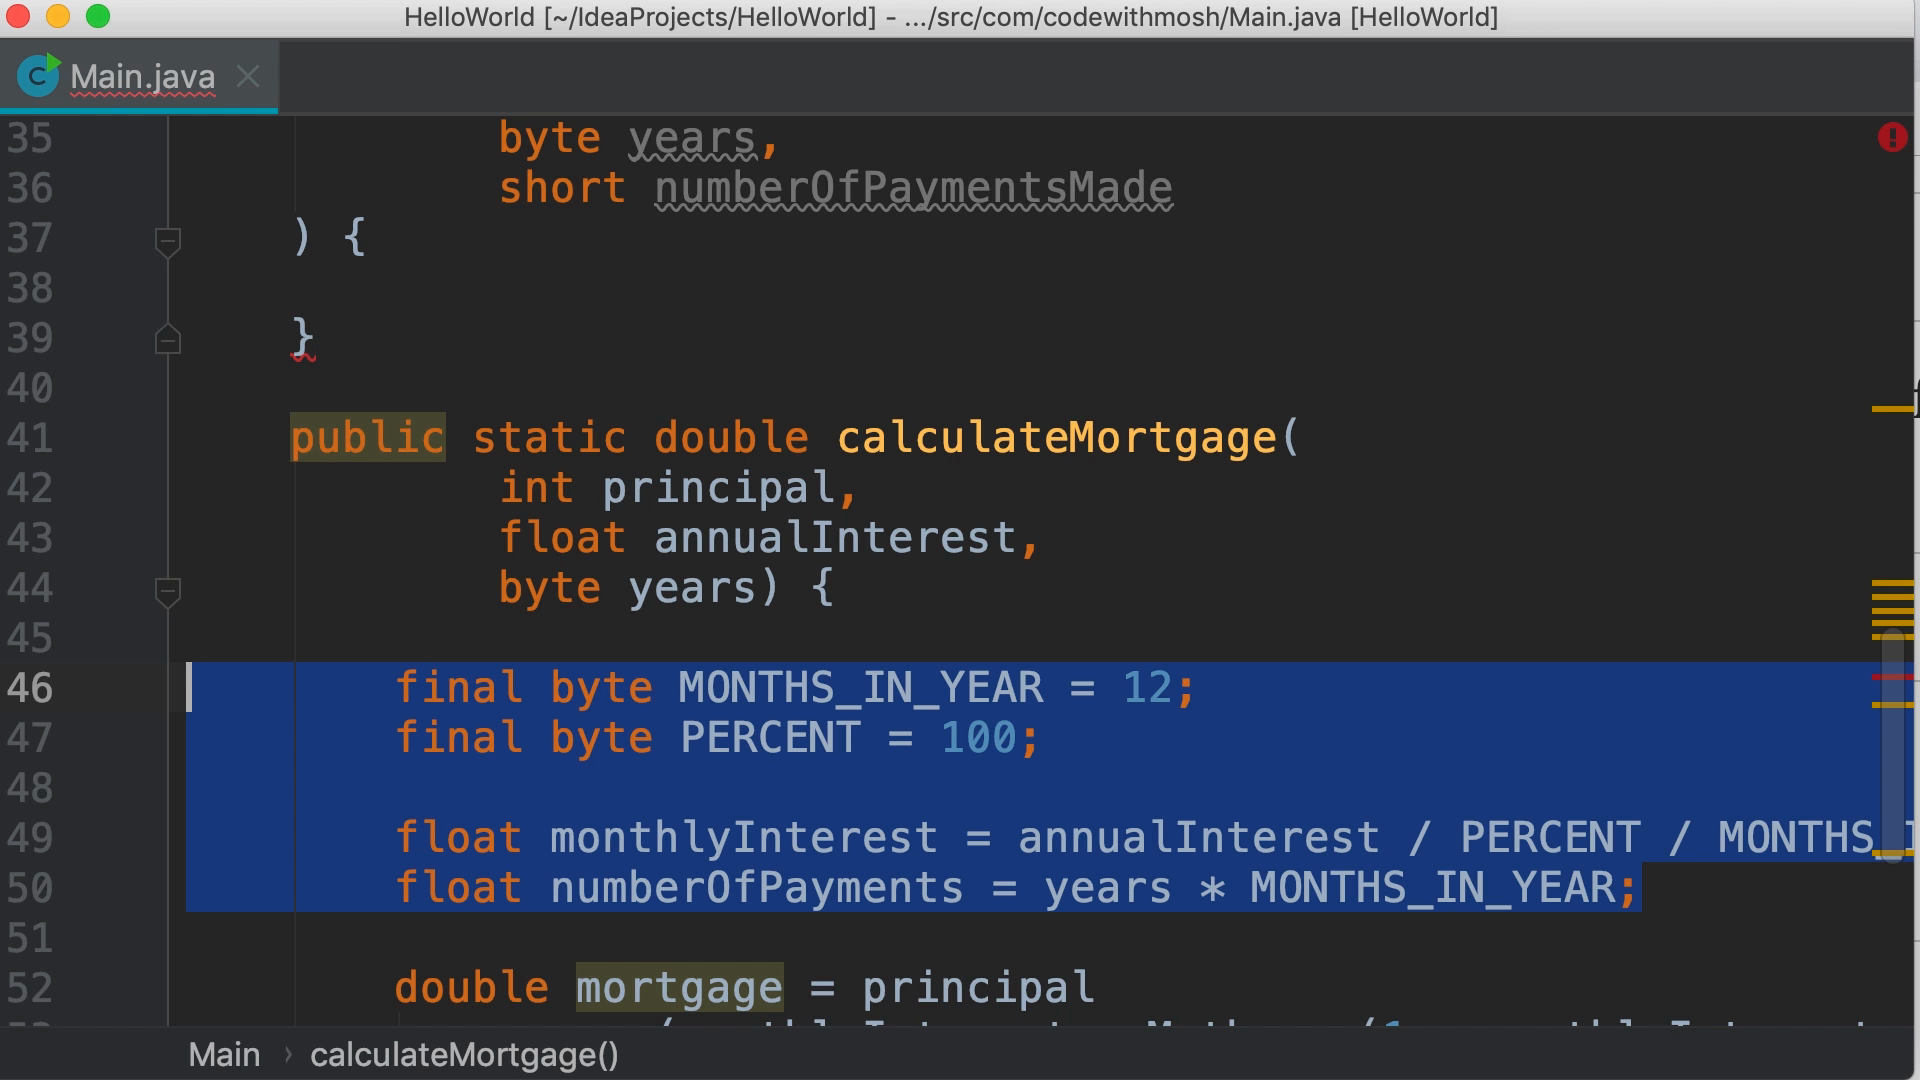 HelloWorld [~/IdeaProjects/HelloWorld] - .../src/com/codewithmosh/Main.java [HelloWorld]
Main.java
35 byte years,
36 short numberOfPaymentsMade
37 ) {
38
39 }
40
41 public static double calculateMortgage(
42 int principal,
43 float annualInterest,
44 byte years) {
45
46 final byte MONTHS_IN_YEAR = 12;
47 final byte PERCENT = 100;
48
49 float monthlyInterest = annualInterest / PERCENT / MONTHS_I
50 float numberOfPayments = years * MONTHS_IN_YEAR;
51
52 double mortgage = principal
Main › calculateMortgage()